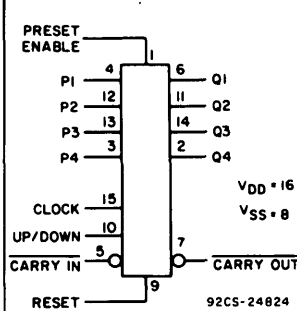 PRESET
ENABLE
1
P1 4 6 Q1
P2 12 11 Q2
P3 13 14 Q3
P4 3 2 Q4
VDD = 16
VSS = 8
CLOCK 15
UP/DOWN 10
CARRY IN 5 7 CARRY OUT
RESET 9
92CS-24824